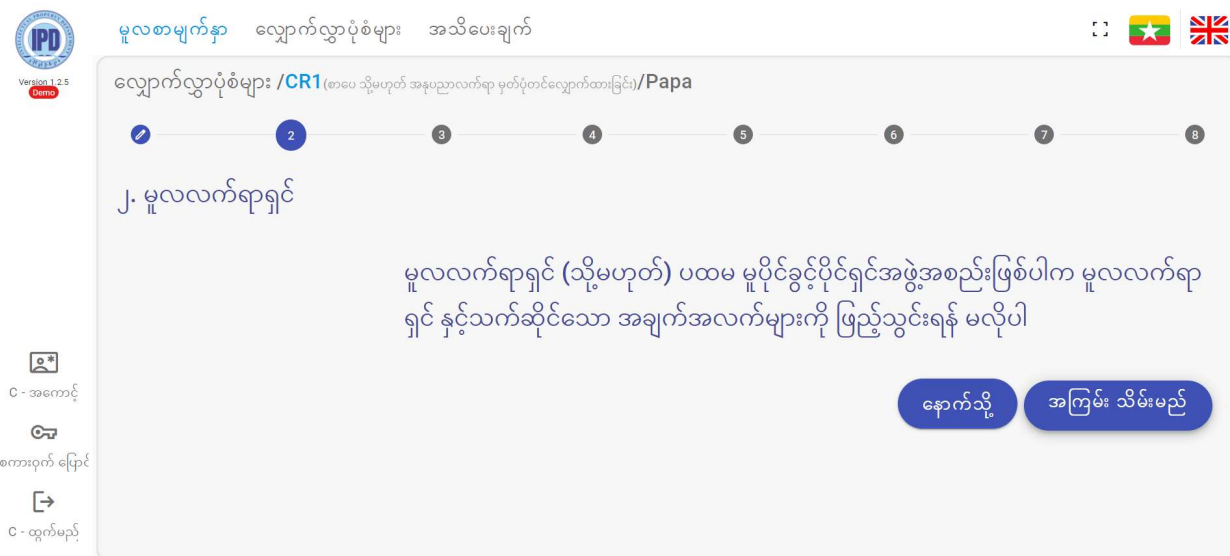 IPD
မူလစာမျက်နှာ လျှောက်လွှာပုံစံများ အသိပေးချက်
Version 1.2.5
Demo
လျှောက်လွှာပုံစံများ /CR1(စာပေ သို့မဟုတ် အနုပညာလက်ရာ မှတ်ပုံတင်လျှောက်ထားခြင်း)/Papa
2 3 4 5 6 7 8
၂. မူလလက်ရာရှင်
မူလလက်ရာရှင် (သို့မဟုတ်) ပထမ မူပိုင်ခွင့်ပိုင်ရှင်အဖွဲ့အစည်းဖြစ်ပါက မူလလက်ရာ
ရှင် နှင့်သက်ဆိုင်သော အချက်အလက်များကို ဖြည့်သွင်းရန် မလိုပါ
နောက်သို့ အကြမ်း သိမ်းမည်
C - အကောင့်
စကားဝှက် ပြောင်
C - ထွက်မည်